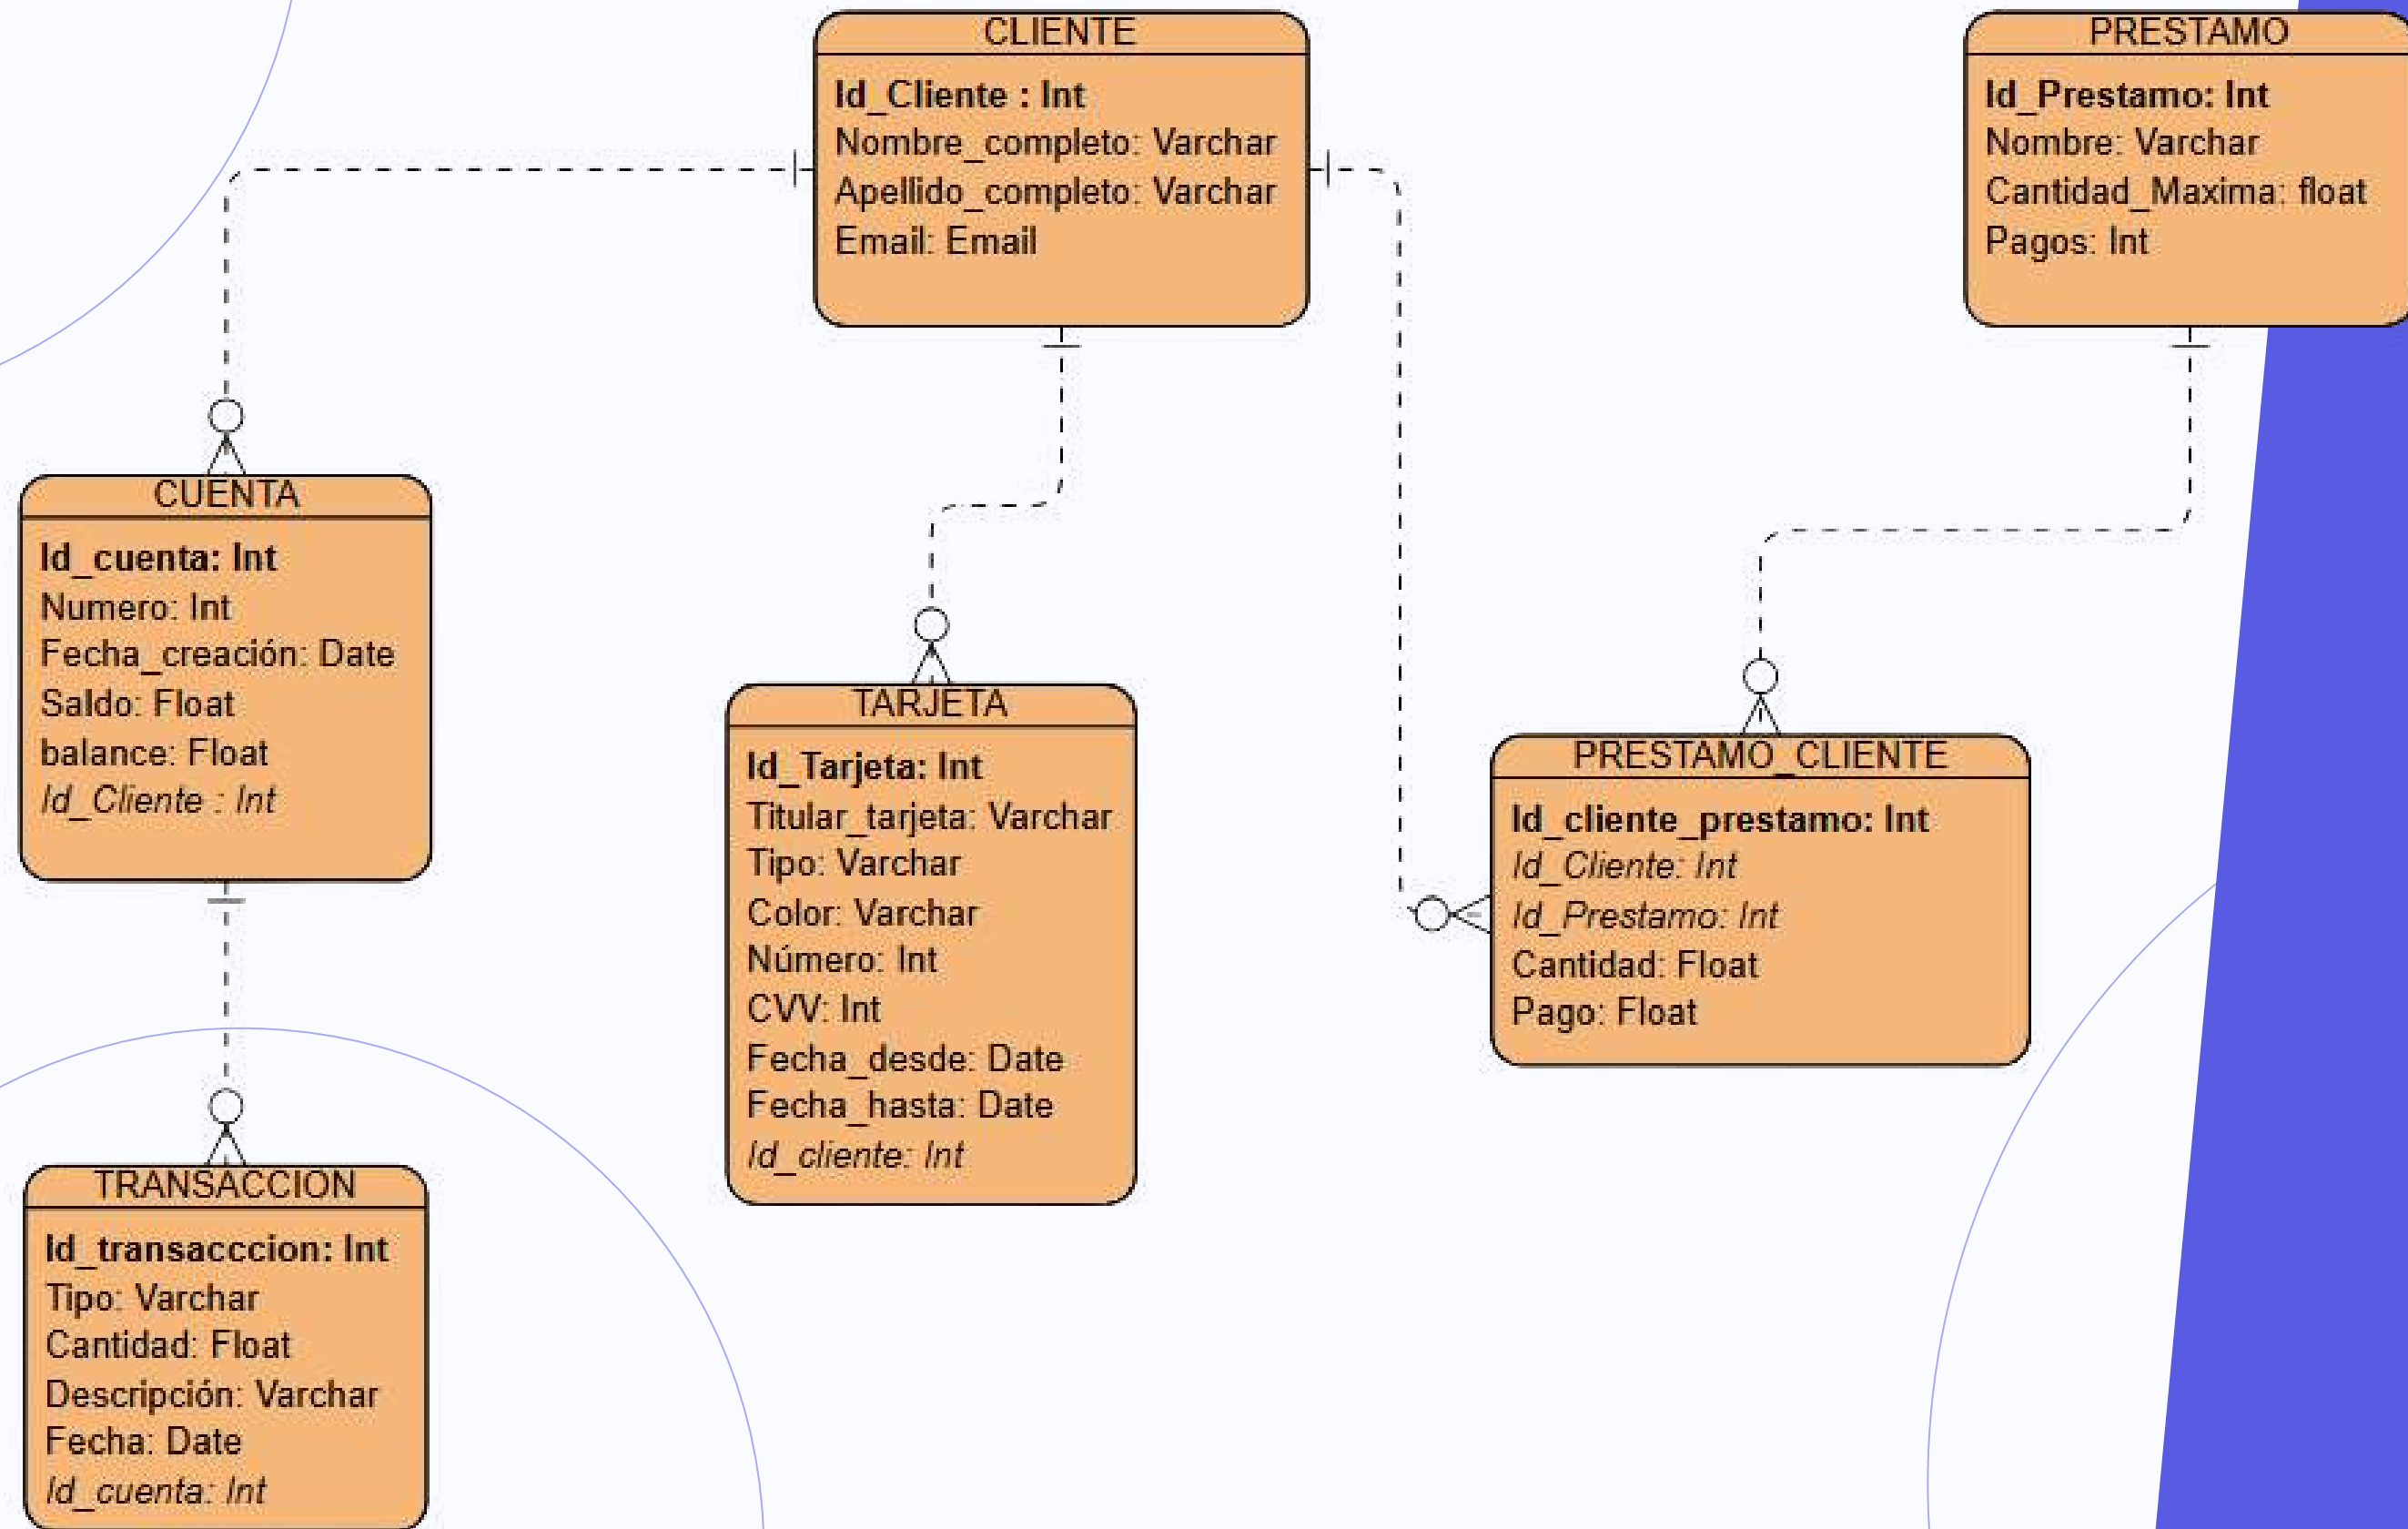 CLIENTE
Id_Cliente : Int
Nombre_completo: Varchar
Apellido_completo: Varchar
Email: Email
PRESTAMO
Id_Prestamo: Int
Nombre: Varchar
Cantidad_Maxima: float
Pagos: Int
CUENTA
Id_cuenta: Int
Numero: Int
Fecha_creación: Date
Saldo: Float
balance: Float
Id_Cliente : Int
TARJETA
Id_Tarjeta: Int
Titular_tarjeta: Varchar
Tipo: Varchar
Color: Varchar
Número: Int
CVV: Int
Fecha_desde: Date
Fecha_hasta: Date
Id_cliente: Int
PRESTAMO_CLIENTE
Id_cliente_prestamo: Int
Id_Cliente: Int
Id_Prestamo: Int
Cantidad: Float
Pago: Float
TRANSACCION
Id_transacccion: Int
Tipo: Varchar
Cantidad: Float
Descripción: Varchar
Fecha: Date
Id_cuenta: Int